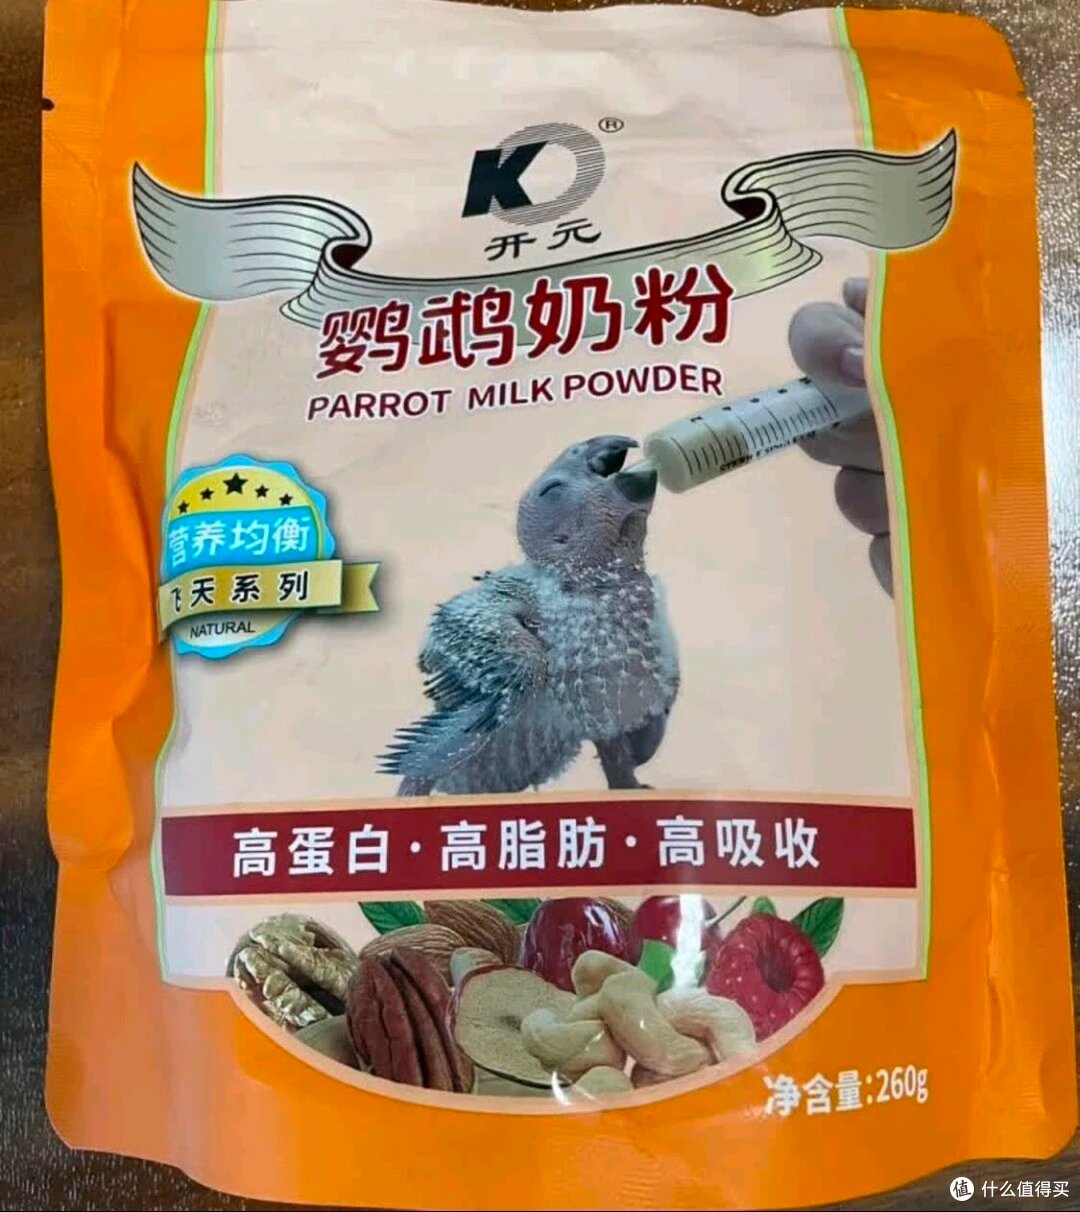 KO®
开元
鹦鹉奶粉
PARROT MILK POWDER
营养均衡
飞天系列
NATURAL
高蛋白·高脂肪·高吸收
净含量:260g
值 什么值得买